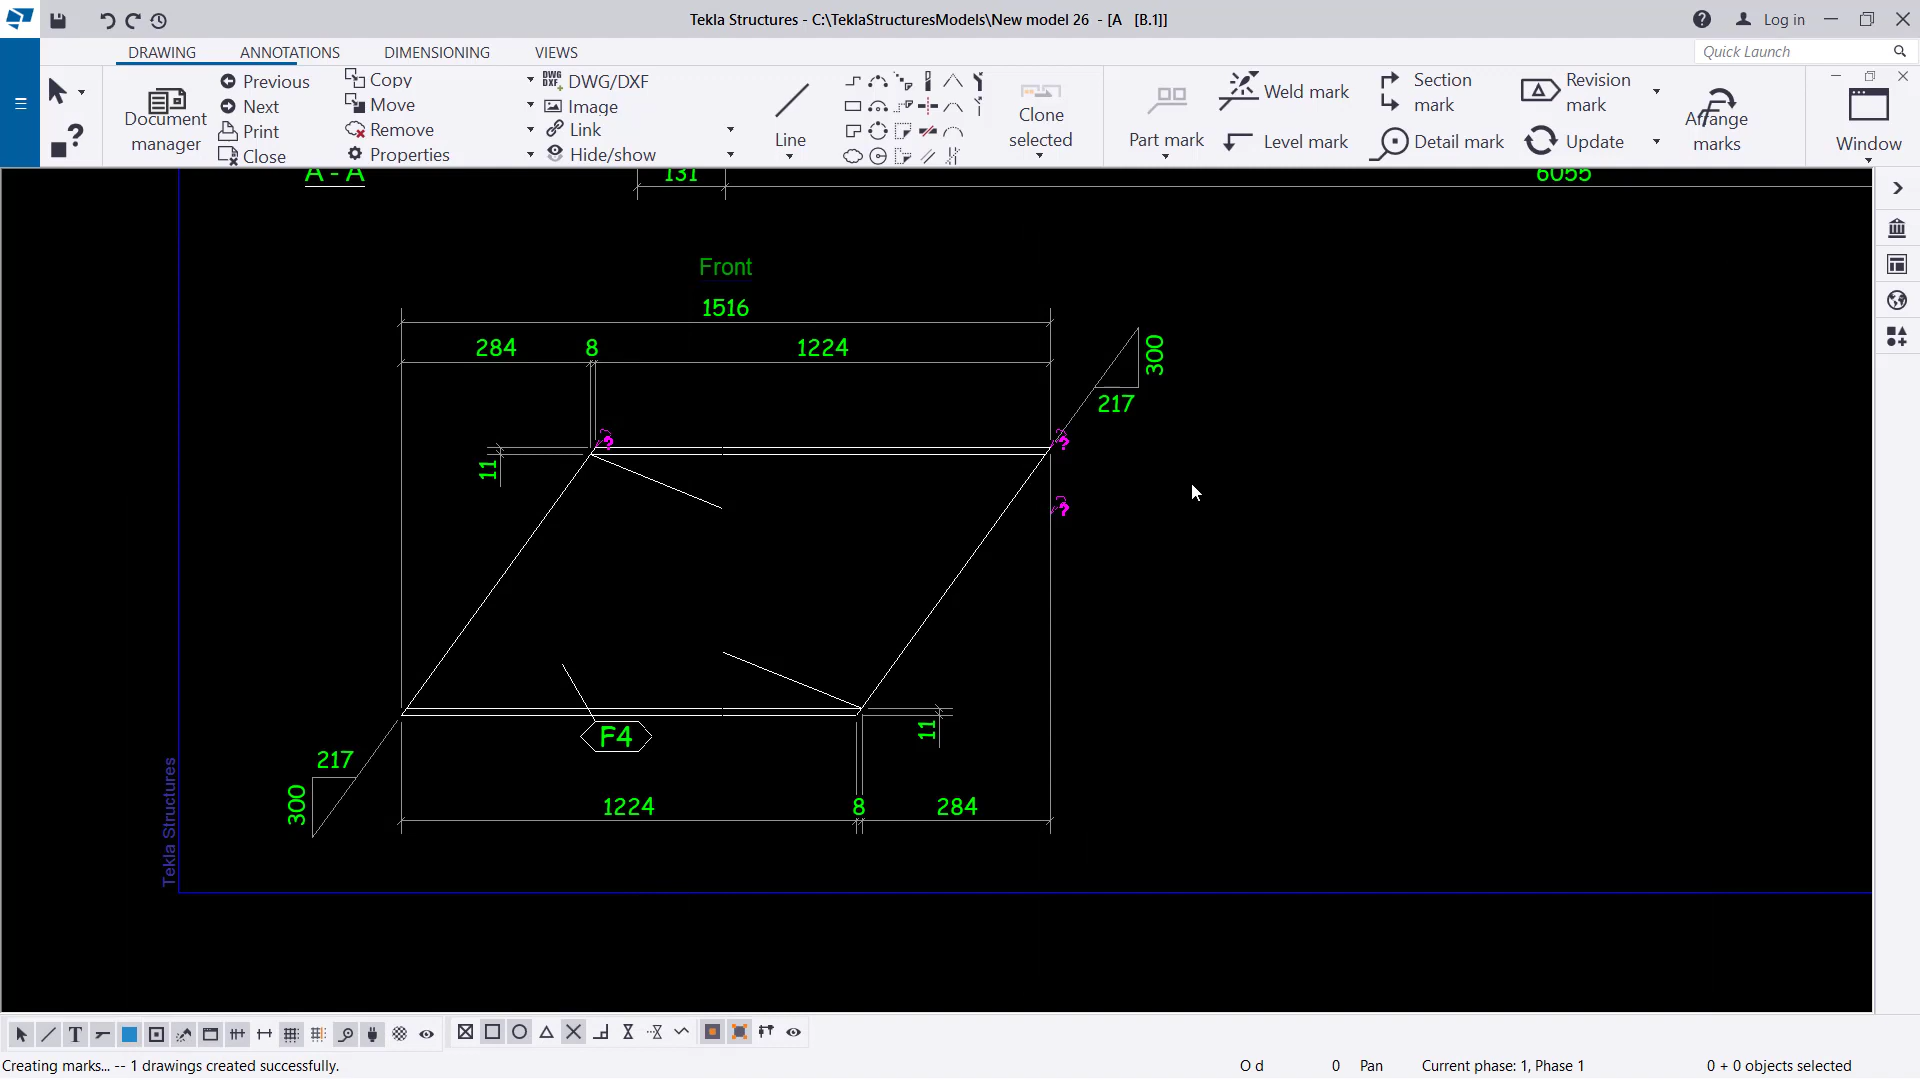 Tekla Structures - C:\TeklaStructuresModels\New model 26 - [A [B.1]]
Log in
DRAWING ANNOTATIONS DIMENSIONING VIEWS
Quick Launch
Document manager
Previous
Next
Print
Close
Copy
Move
Remove
Properties
DWG/DXF
Image
Link
Hide/show
Line
Clone selected
Part mark
Weld mark
Level mark
Section mark
Detail mark
Revision mark
Update
Arrange marks
Window
A - A
131
6055
Front
1516
284 8 1224
300
217
11
F4
11
217
300
1224 8 284
Tekla Structures
Creating marks... -- 1 drawings created successfully.
O d 0 Pan Current phase: 1, Phase 1 0 + 0 objects selected